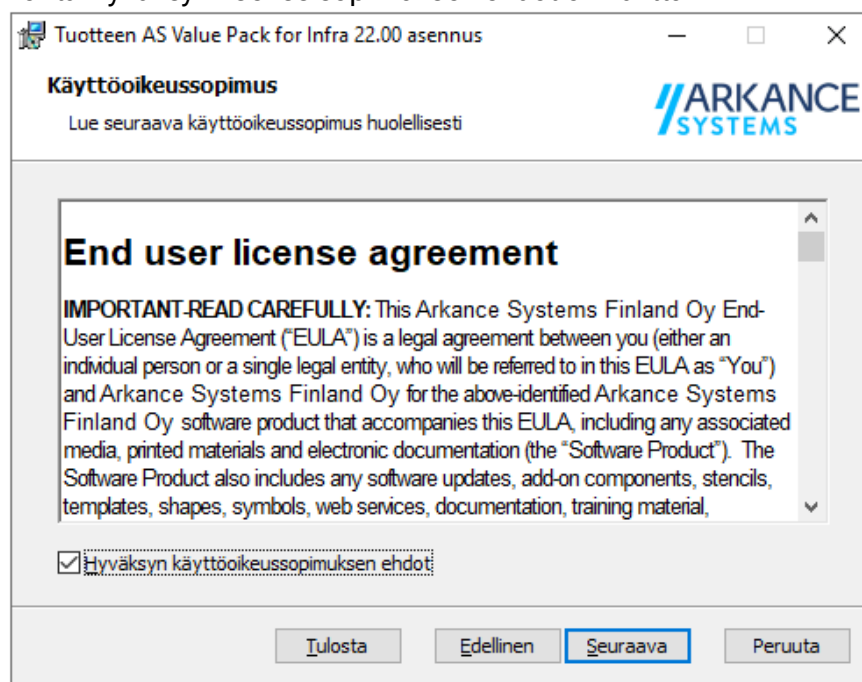 Tuotteen AS Value Pack for Infra 22.00 asennus
Käyttöoikeussopimus
Lue seuraava käyttöoikeussopimus huolellisesti
ARKANCE
SYSTEMS
End user license agreement
IMPORTANT-READ CAREFULLY: This Arkance Systems Finland Oy End-
User License Agreement (“EULA”) is a legal agreement between you (either an
individual person or a single legal entity, who will be referred to in this EULA as “You”)
and Arkance Systems Finland Oy for the above-identified Arkance Systems
Finland Oy software product that accompanies this EULA, including any associated
media, printed materials and electronic documentation (the “Software Product”). The
Software Product also includes any software updates, add-on components, stencils,
templates, shapes, symbols, web services, documentation, training material,
Hyväksyn käyttöoikeussopimuksen ehdot
Tulosta
Edellinen
Seuraava
Peruuta